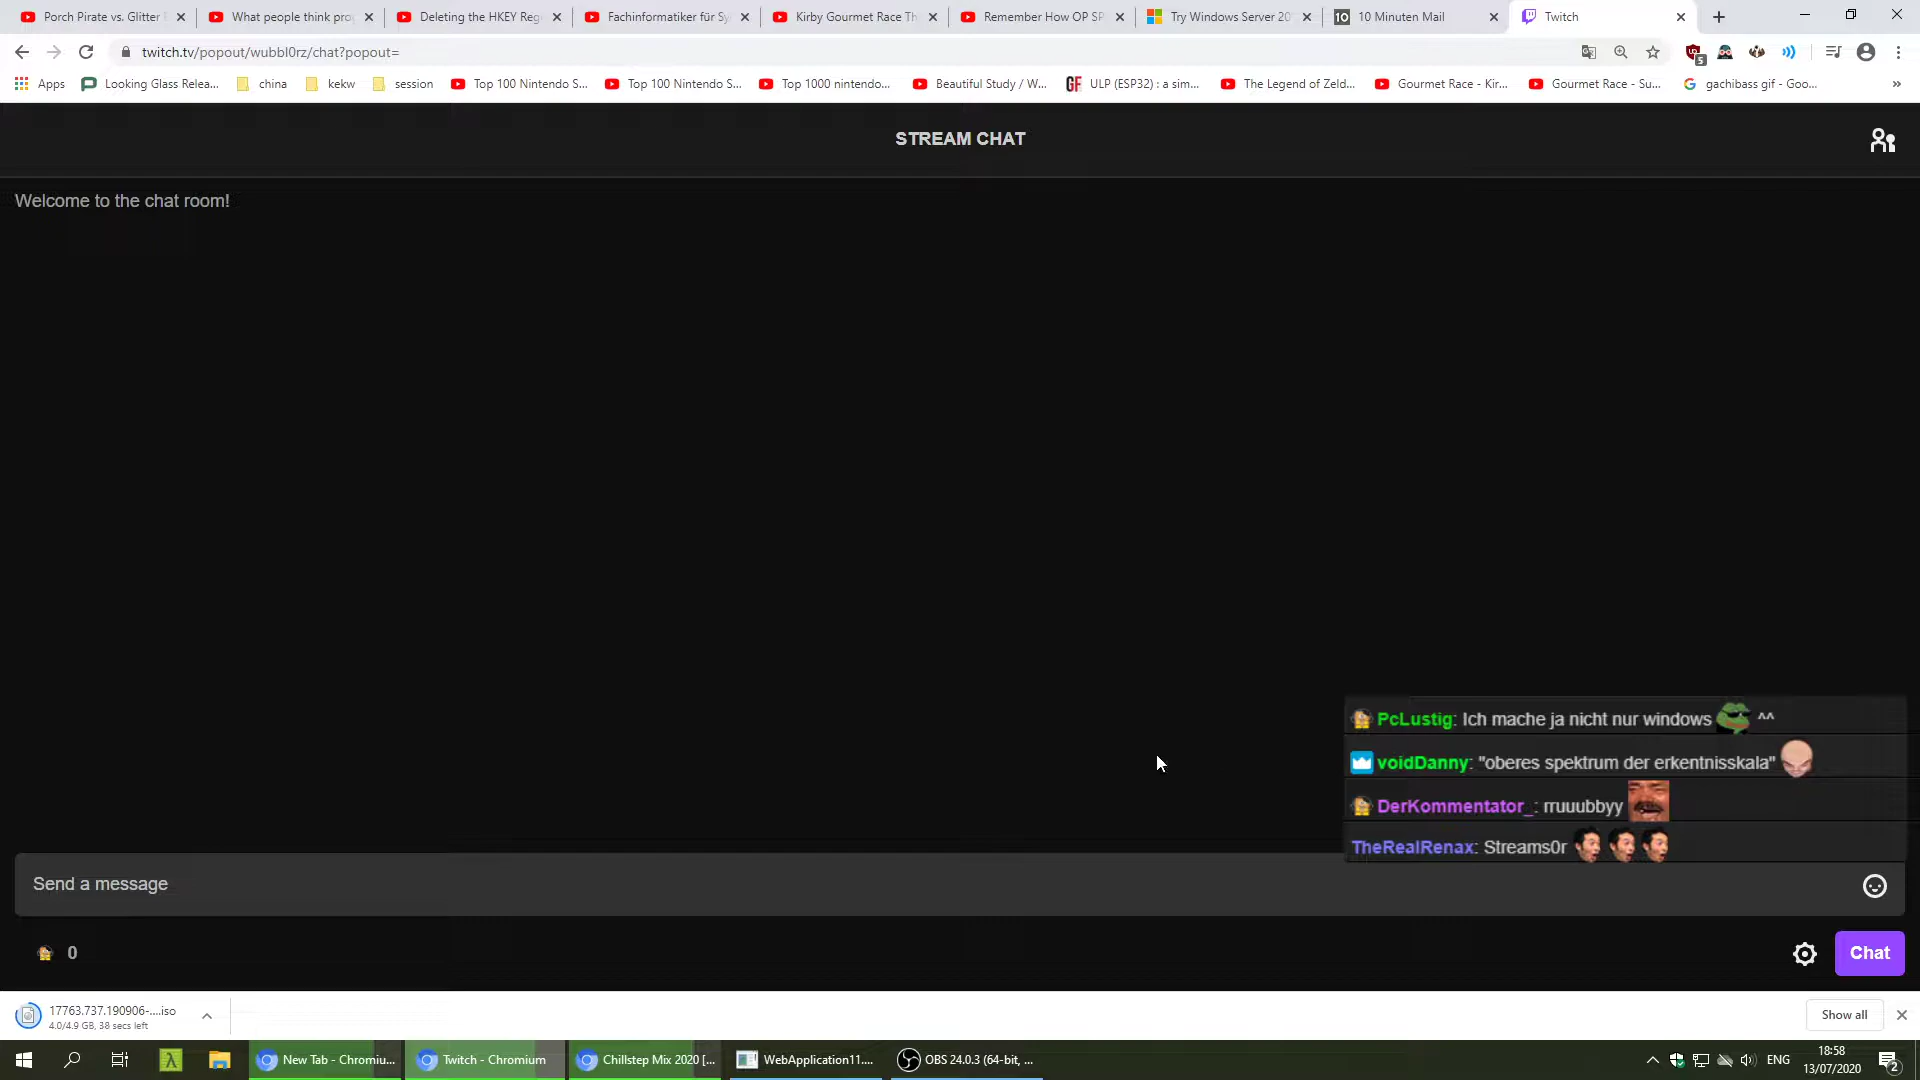 Porch Pirate vs. Glitter
What people think pro
Deleting the HKEY Reg
Fachinformatiker für Sy
Kirby Gourmet Race Th
Remember How OP SP
Try Windows Server 20
10 10 Minuten Mail
Twitch
twitch.tv/popout/wubbl0rz/chat?popout=
5
Apps
Looking Glass Relea...
china
kekw
session
Top 100 Nintendo S...
Top 100 Nintendo S...
Top 1000 nintendo...
Beautiful Study / W...
GF ULP (ESP32) : a sim...
The Legend of Zeld...
Gourmet Race - Kir...
Gourmet Race - Su...
gachibass gif - Goo...
»
STREAM CHAT
Welcome to the chat room!
PcLustig: Ich mache ja nicht nur windows ^^
voidDanny: "oberes spektrum der erkentnisskala"
DerKommentator_: rruuubbyy
TheRealRenax: Streams0r
Send a message
0
Chat
17763.737.190906-....iso
4.0/4.9 GB, 38 secs left
Show all
New Tab - Chromiu...
Twitch - Chromium
Chillstep Mix 2020 [...
WebApplication11....
OBS 24.0.3 (64-bit, ...
ENG
18:58
13/07/2020
2